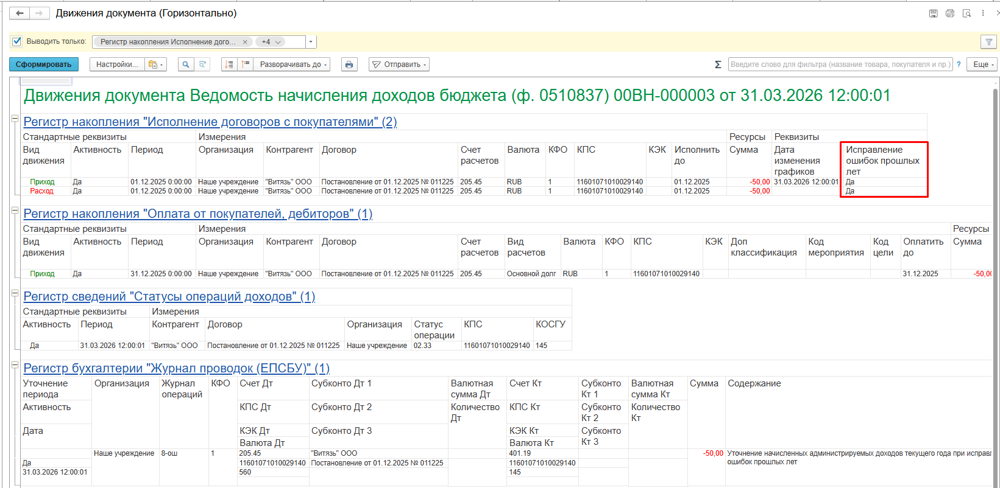 Движения документа (Горизонтально)
Выводить только: Регистр накопления Исполнение дого... × +4
Сформировать Настройки... Разворачивать до Отправить Σ Введите слово для фильтра (название товара, покупателя и пр.) ? Еще
Движения документа Ведомость начисления доходов бюджета (ф. 0510837) 00ВН-000003 от 31.03.2026 12:00:01
Регистр накопления "Исполнение договоров с покупателями" (2)
Стандартные реквизиты Измерения Ресурсы Реквизиты
Вид движения Активность Период Организация Контрагент Договор Счет расчетов Валюта КФО КПС КЭК Исполнить до Сумма Дата изменения графиков Исправление ошибок прошлых лет
Приход Да 01.12.2025 0:00:00 Наше учреждение "Витязь" ООО Постановление от 01.12.2025 № 011225 205.45 RUB 1 11601071010029140 01.12.2025 -50,00 31.03.2026 12:00:01 Да
Расход Да 01.12.2025 0:00:00 Наше учреждение "Витязь" ООО Постановление от 01.12.2025 № 011225 205.45 RUB 1 11601071010029140 01.12.2025 -50,00 Да
Регистр накопления "Оплата от покупателей, дебиторов" (1)
Стандартные реквизиты Измерения Ресурсы
Вид движения Активность Период Организация Контрагент Договор Счет расчетов Вид расчетов Валюта КФО КПС КЭК Доп классификация Код мероприятия Код цели Оплатить до Сумма
Приход Да 31.12.2025 0:00:00 Наше учреждение "Витязь" ООО Постановление от 01.12.2025 № 011225 205.45 Основной долг RUB 1 11601071010029140 31.12.2025 -50,00
Регистр сведений "Статусы операций доходов" (1)
Стандартные реквизиты Измерения
Активность Период Контрагент Договор Организация Статус операции КПС КОСГУ
Да 31.03.2026 12:00:01 "Витязь" ООО Постановление от 01.12.2025 № 011225 Наше учреждение 02.33 11601071010029140 145
Регистр бухгалтерии "Журнал проводок (ЕПСБУ)" (1)
Уточнение периода Организация Журнал операций КФО Счет Дт Субконто Дт 1 Валютная сумма Дт Счет Кт Субконто Кт 1 Валютная сумма Кт Сумма Содержание
Активность КПС Дт Субконто Дт 2 Количество Дт КПС Кт Субконто Кт 2 Количество Кт
Дата КЭК Дт Субконто Дт 3 КЭК Кт Субконто Кт 3
Валюта Дт Валюта Кт
Наше учреждение 8-ош 1 205.45 "Витязь" ООО 401.19 -50,00 Уточнение начисленных администрируемых доходов текущего года при исправл
Да 11601071010029140 Постановление от 01.12.2025 № 011225 11601071010029140 ошибок прошлых лет
31.03.2026 12:00:01 560 145